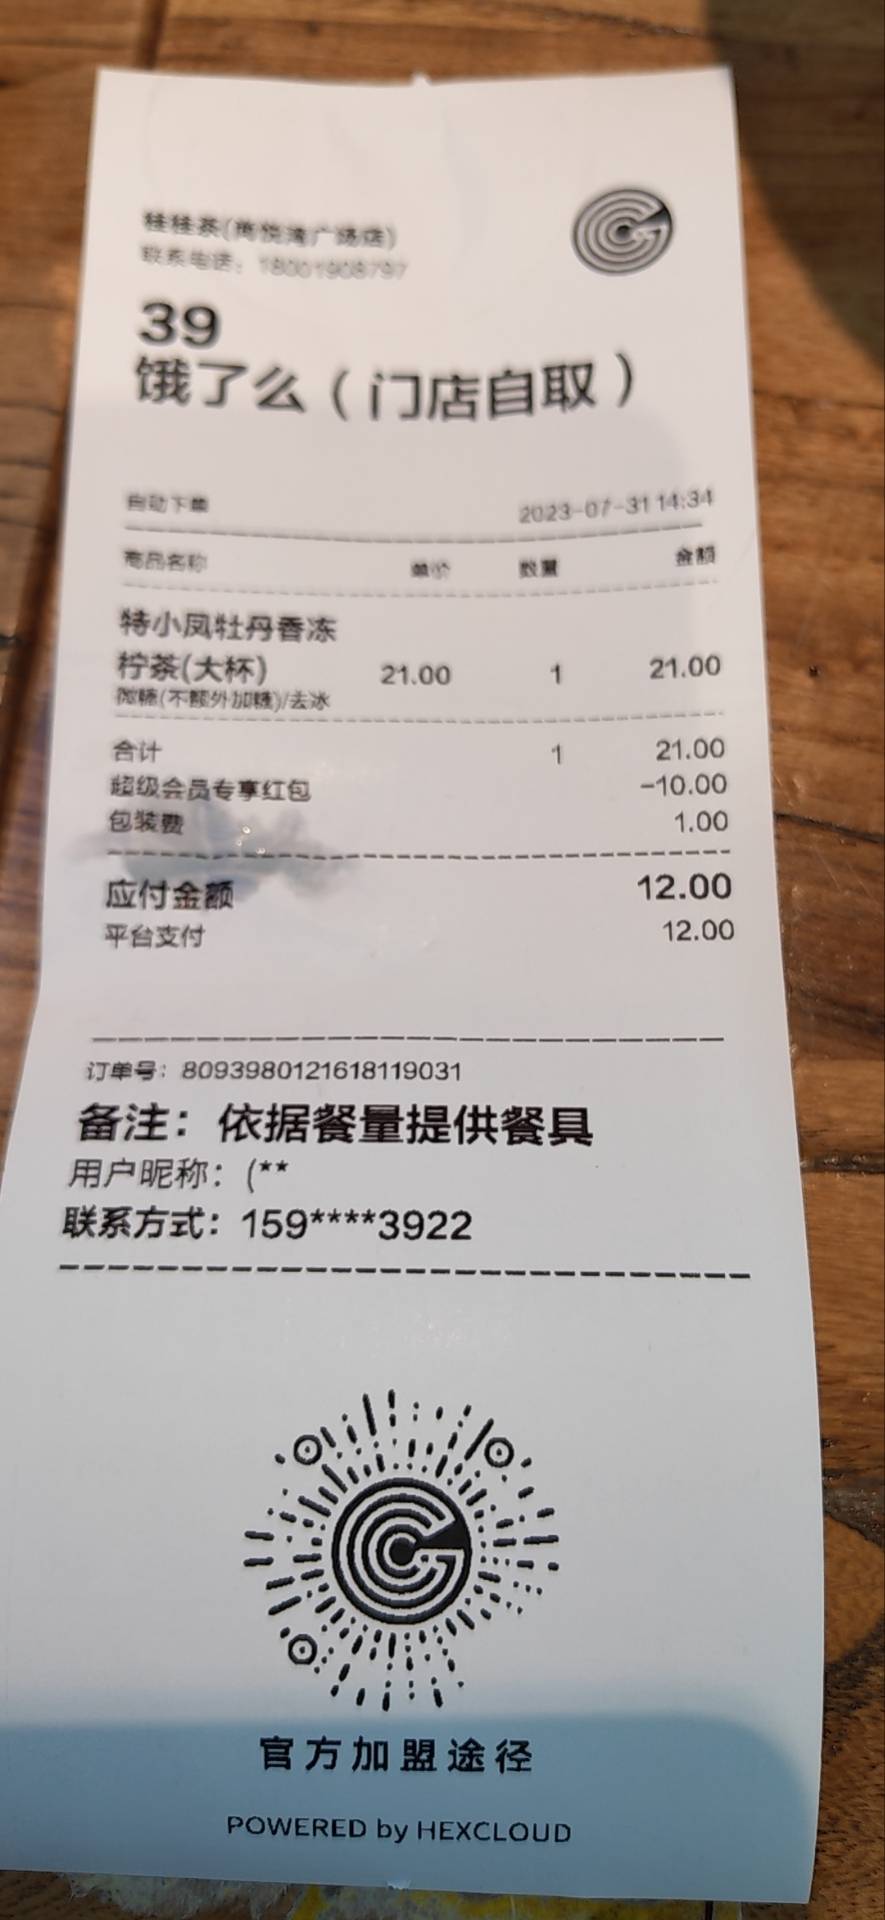 桂桂茶(尚悦湾广场店)
联系电话：18001908797
39
饿了么（门店自取）
自动下单 2023-07-31 14:34
商品名称 单价 数量 金额
特小凤牡丹香冻
柠茶(大杯) 21.00 1 21.00
微糖(不额外加糖)/去冰
合计 1 21.00
超级会员专享红包 -10.00
包装费 1.00
应付金额 12.00
平台支付 12.00
订单号：8093980121618119031
备注：依据餐量提供餐具
用户昵称：(**
联系方式：159****3922
官方加盟途径
POWERED by HEXCLOUD